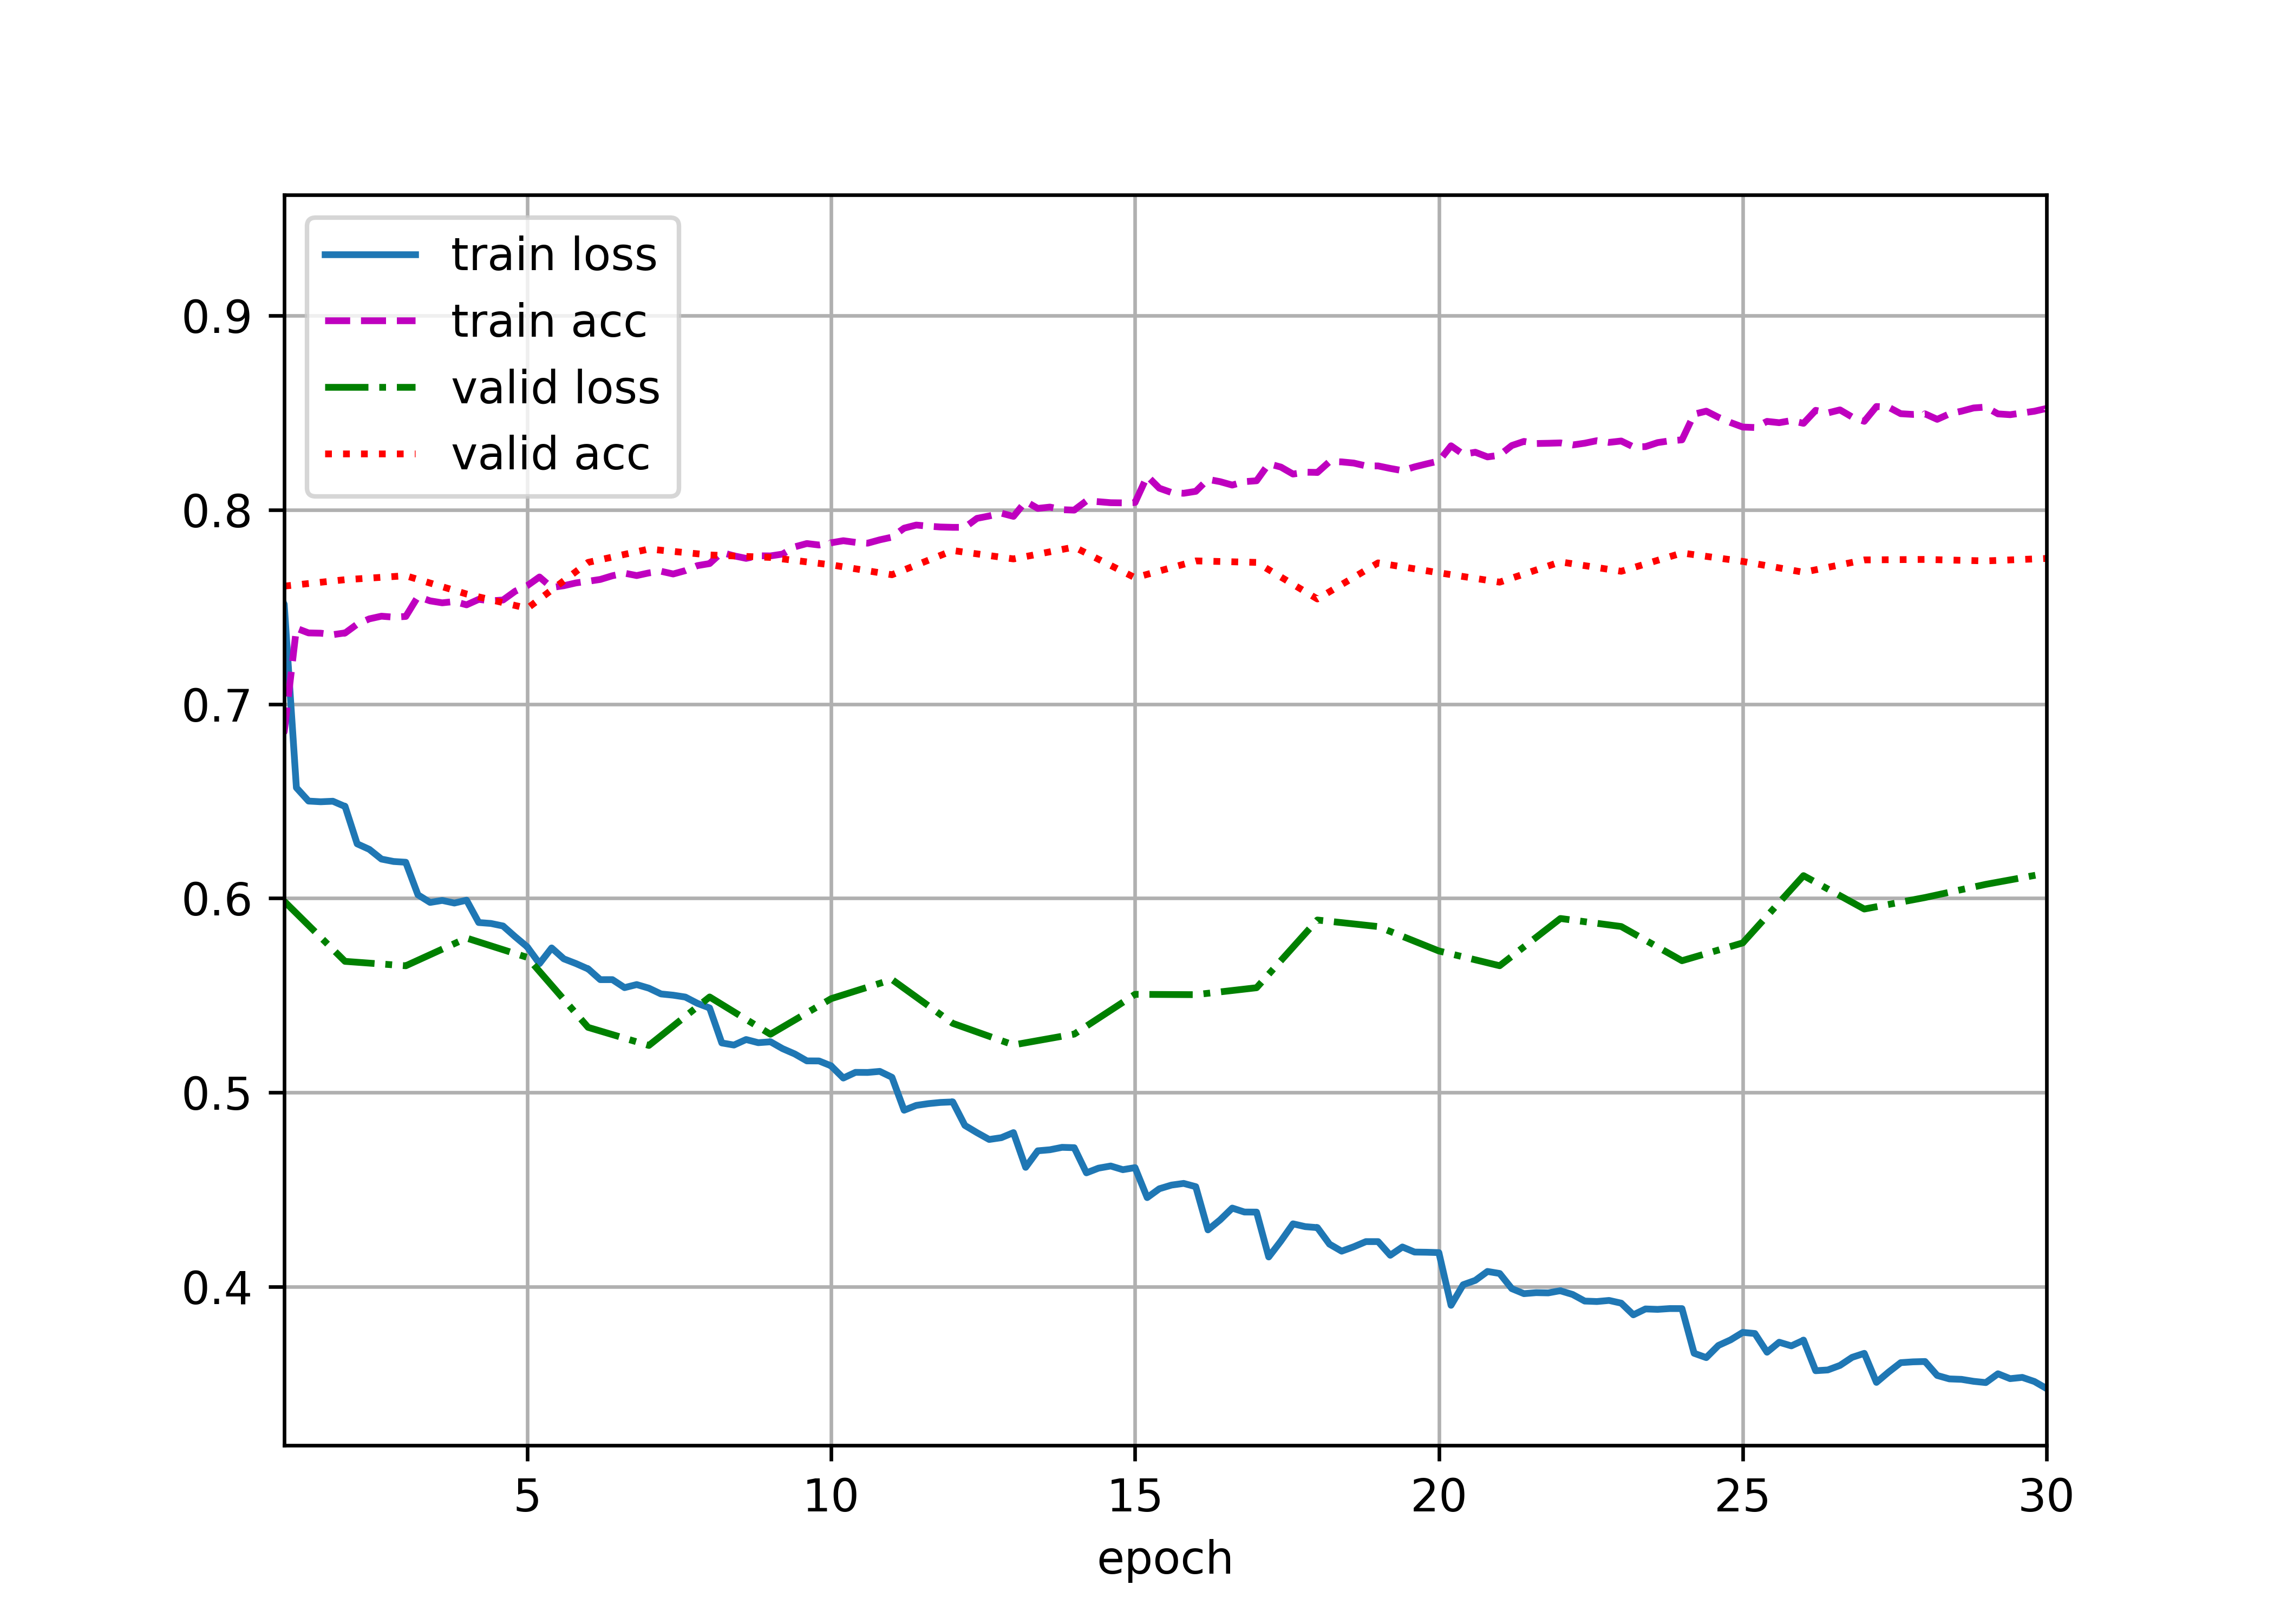 train loss
train acc
valid loss
valid acc
0.9
0.8
0.7
0.6
0.5
0.4
5 10 15 20 25 30
epoch